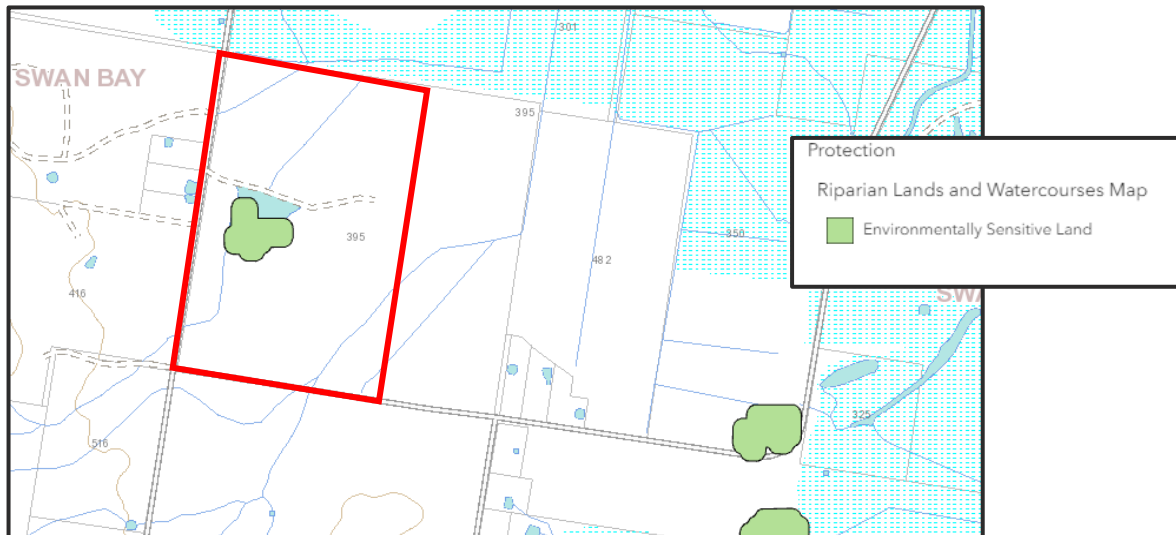 301
SWAN BAY
395
Protection
Riparian Lands and Watercourses Map
Environmentally Sensitive Land
350
395
482
416
SWA
325
516